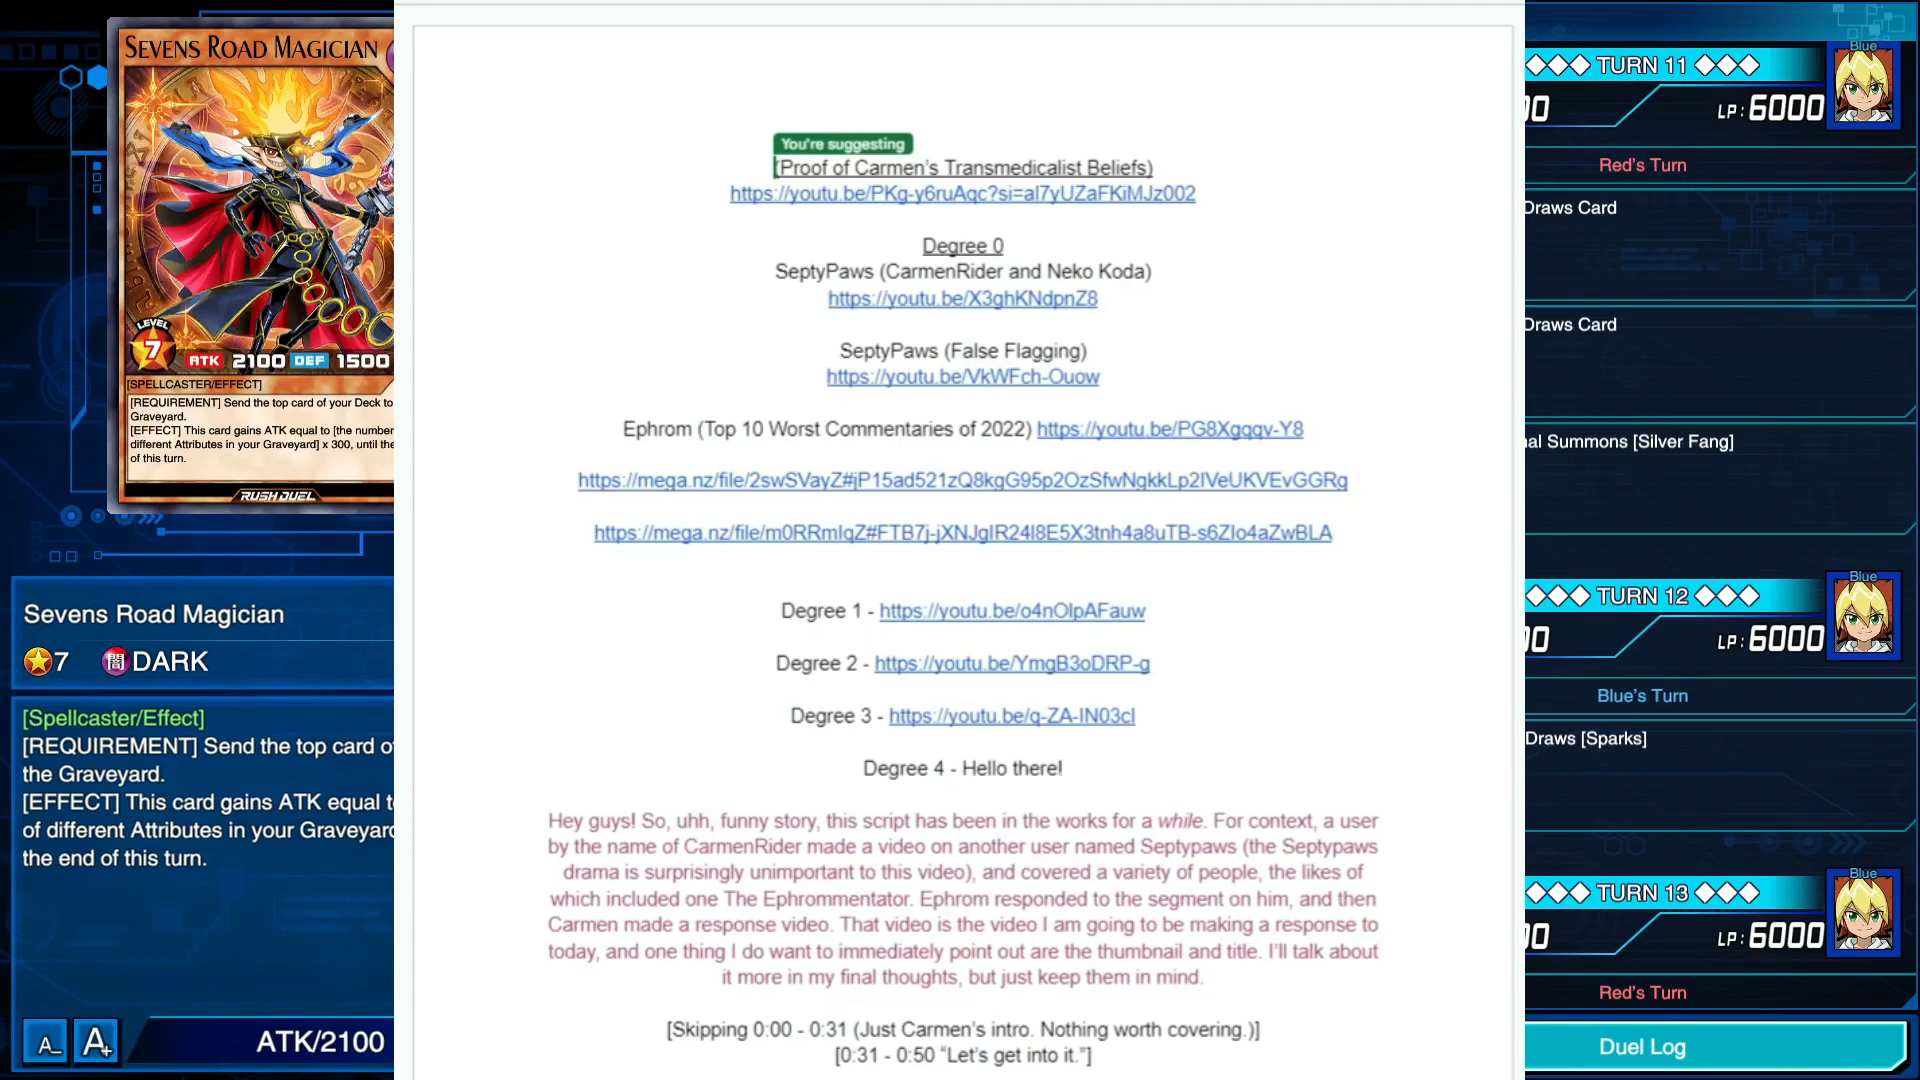 SEVENS ROAD MAGICIAN
LEVEL
7
ATK 2100 DEF 1500
[SPELLCASTER/EFFECT]
[REQUIREMENT] Send the top card of your Deck to
Graveyard.
[EFFECT] This card gains ATK equal to [the number
different Attributes in your Graveyard] x 300, until the
of this turn.
RUSH DUEL
Sevens Road Magician
7 闇 DARK
[Spellcaster/Effect]
[REQUIREMENT] Send the top card of
the Graveyard.
[EFFECT] This card gains ATK equal t
of different Attributes in your Graveyard
the end of this turn.
A- A+ ATK/2100
You're suggesting
(Proof of Carmen's Transmedicalist Beliefs)
https://youtu.be/PKg-y6ruAqc?si=al7yUZaFKiMJz002
Degree 0
SeptyPaws (CarmenRider and Neko Koda)
https://youtu.be/X3ghKNdpnZ8
SeptyPaws (False Flagging)
https://youtu.be/VkWFch-Ouow
Ephrom (Top 10 Worst Commentaries of 2022) https://youtu.be/PG8Xgqqv-Y8
https://mega.nz/file/2swSVayZ#jP15ad521zQ8kgG95p2OzSfwNgkkLp2IVeUKVEvGGRg
https://mega.nz/file/m0RRmIqZ#FTB7j-jXNJgIR24I8E5X3tnh4a8uTB-s6ZIo4aZwBLA
Degree 1 - https://youtu.be/o4nOlpAFauw
Degree 2 - https://youtu.be/YmgB3oDRP-g
Degree 3 - https://youtu.be/q-ZA-IN03cI
Degree 4 - Hello there!
Hey guys! So, uhh, funny story, this script has been in the works for a while. For context, a user
by the name of CarmenRider made a video on another user named Septypaws (the Septypaws
drama is surprisingly unimportant to this video), and covered a variety of people, the likes of
which included one The Ephrommentator. Ephrom responded to the segment on him, and then
Carmen made a response video. That video is the video I am going to be making a response to
today, and one thing I do want to immediately point out are the thumbnail and title. I'll talk about
it more in my final thoughts, but just keep them in mind.
[Skipping 0:00 - 0:31 (Just Carmen's intro. Nothing worth covering.)]
[0:31 - 0:50 “Let's get into it.”]
TURN 11
Blue
LP: 6000
Red's Turn
Draws Card
Draws Card
al Summons [Silver Fang]
TURN 12
Blue
LP: 6000
Blue's Turn
Draws [Sparks]
TURN 13
Blue
LP: 6000
Red's Turn
Duel Log